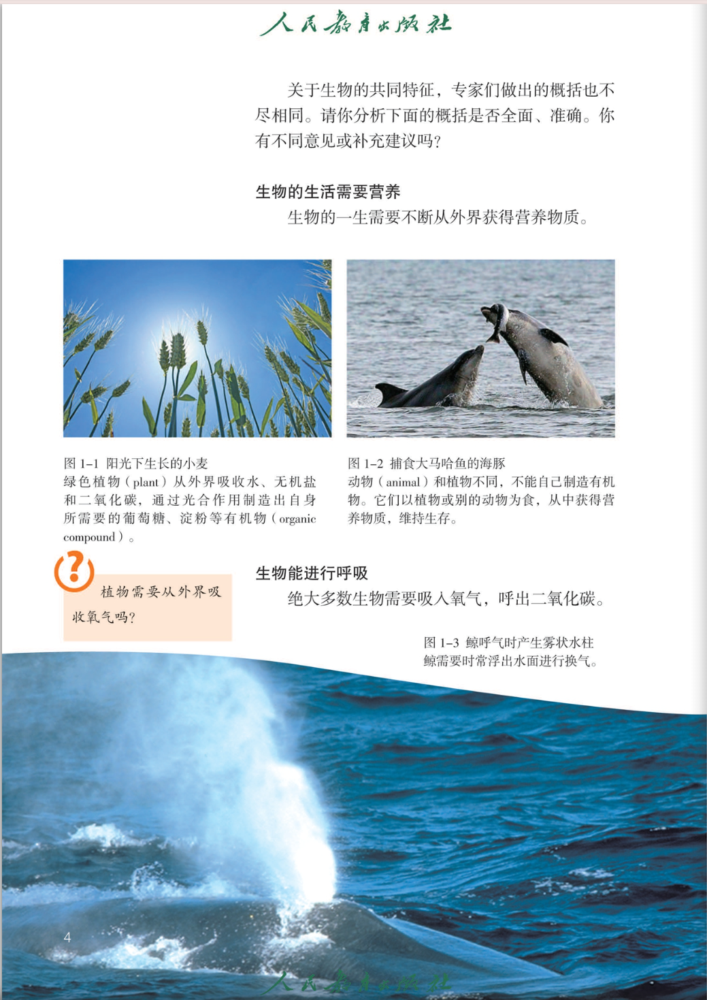 人民教育出版社
关于生物的共同特征，专家们做出的概括也不
尽相同。请你分析下面的概括是否全面、准确。你
有不同意见或补充建议吗？
生物的生活需要营养
生物的一生需要不断从外界获得营养物质。
图 1-1 阳光下生长的小麦
绿色植物（plant）从外界吸收水、无机盐
和二氧化碳，通过光合作用制造出自身
所需要的葡萄糖、淀粉等有机物（organic
compound）。
图 1-2 捕食大马哈鱼的海豚
动物（animal）和植物不同，不能自己制造有机
物。它们以植物或别的动物为食，从中获得营
养物质，维持生存。
?
植物需要从外界吸
收氧气吗？
生物能进行呼吸
绝大多数生物需要吸入氧气，呼出二氧化碳。
图 1-3 鲸呼气时产生雾状水柱
鲸需要时常浮出水面进行换气。
4
人民教育出版社